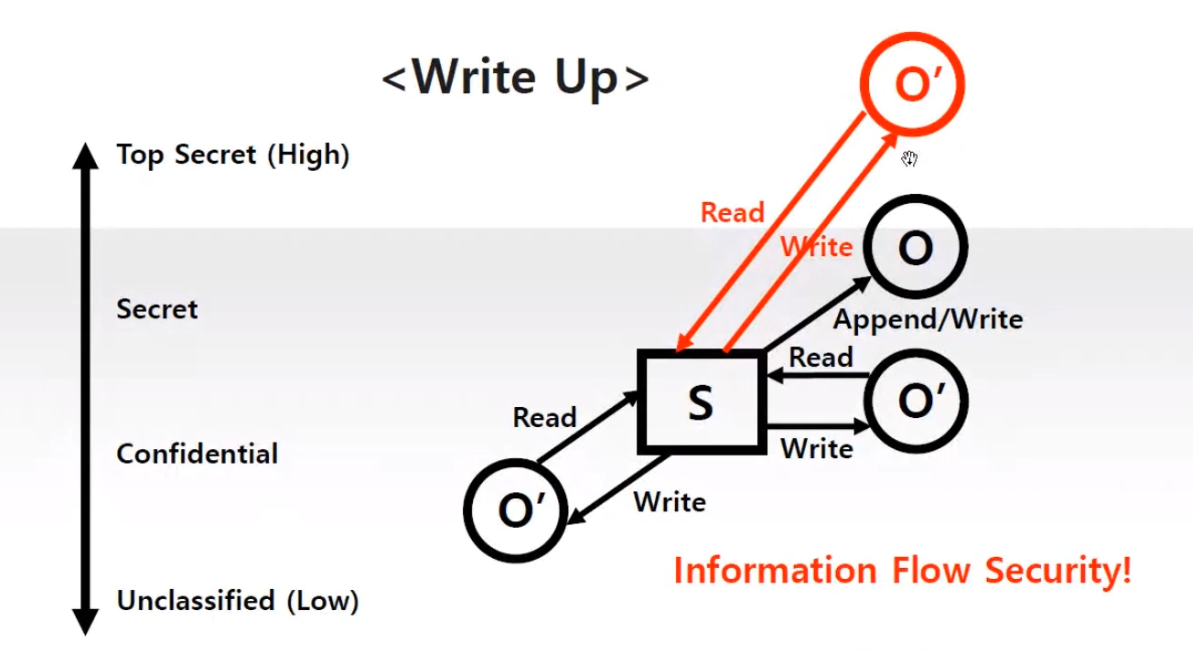 <Write Up>
O’
Top Secret (High)
Read
Write
O
Secret
Append/Write
Read
S
O’
Read
Write
Confidential
O’
Write
Information Flow Security!
Unclassified (Low)